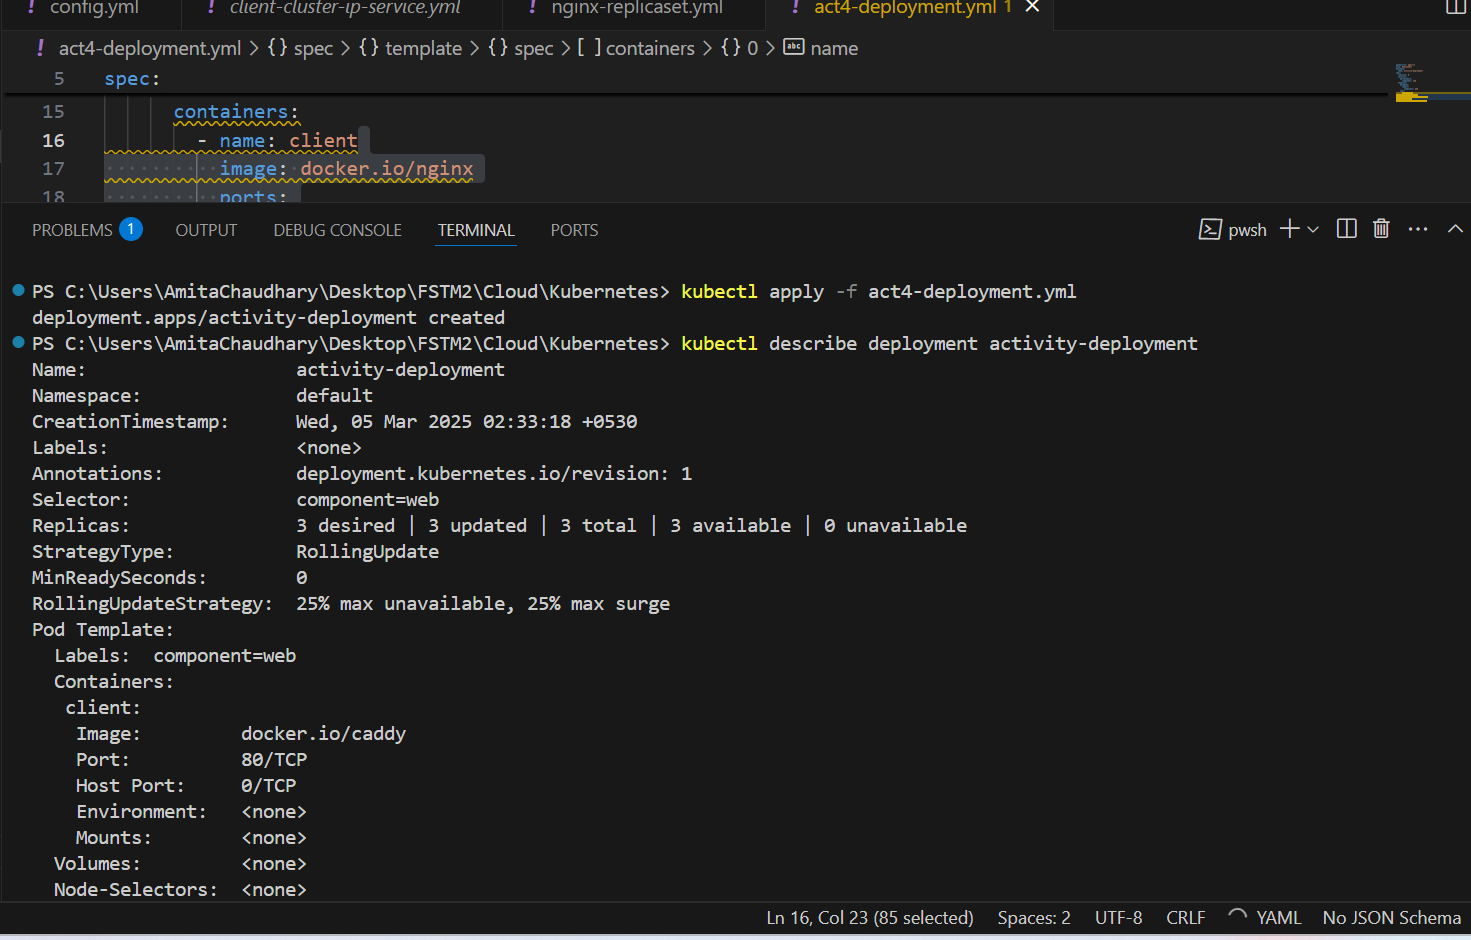 config.yml client-cluster-ip-service.yml nginx-replicaset.yml act4-deployment.yml 1
act4-deployment.yml > {} spec > {} template > {} spec > [ ] containers > {} 0 > abc name
5 spec:
15 containers:
16 - name: client
17 image: docker.io/nginx
18 ports:
PROBLEMS 1 OUTPUT DEBUG CONSOLE TERMINAL PORTS pwsh
PS C:\Users\AmitaChaudhary\Desktop\FSTM2\Cloud\Kubernetes> kubectl apply -f act4-deployment.yml
deployment.apps/activity-deployment created
PS C:\Users\AmitaChaudhary\Desktop\FSTM2\Cloud\Kubernetes> kubectl describe deployment activity-deployment
Name: activity-deployment
Namespace: default
CreationTimestamp: Wed, 05 Mar 2025 02:33:18 +0530
Labels: <none>
Annotations: deployment.kubernetes.io/revision: 1
Selector: component=web
Replicas: 3 desired | 3 updated | 3 total | 3 available | 0 unavailable
StrategyType: RollingUpdate
MinReadySeconds: 0
RollingUpdateStrategy: 25% max unavailable, 25% max surge
Pod Template:
Labels: component=web
Containers:
client:
Image: docker.io/caddy
Port: 80/TCP
Host Port: 0/TCP
Environment: <none>
Mounts: <none>
Volumes: <none>
Node-Selectors: <none>
Ln 16, Col 23 (85 selected) Spaces: 2 UTF-8 CRLF YAML No JSON Schema